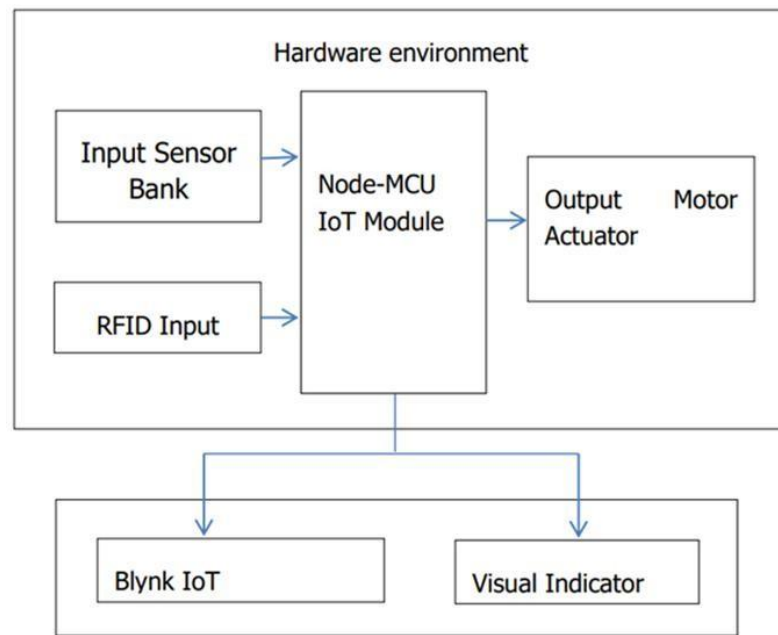 Hardware environment
Input Sensor
Bank
Node-MCU
IoT Module
Output Motor
Actuator
RFID Input
Blynk IoT
Visual Indicator